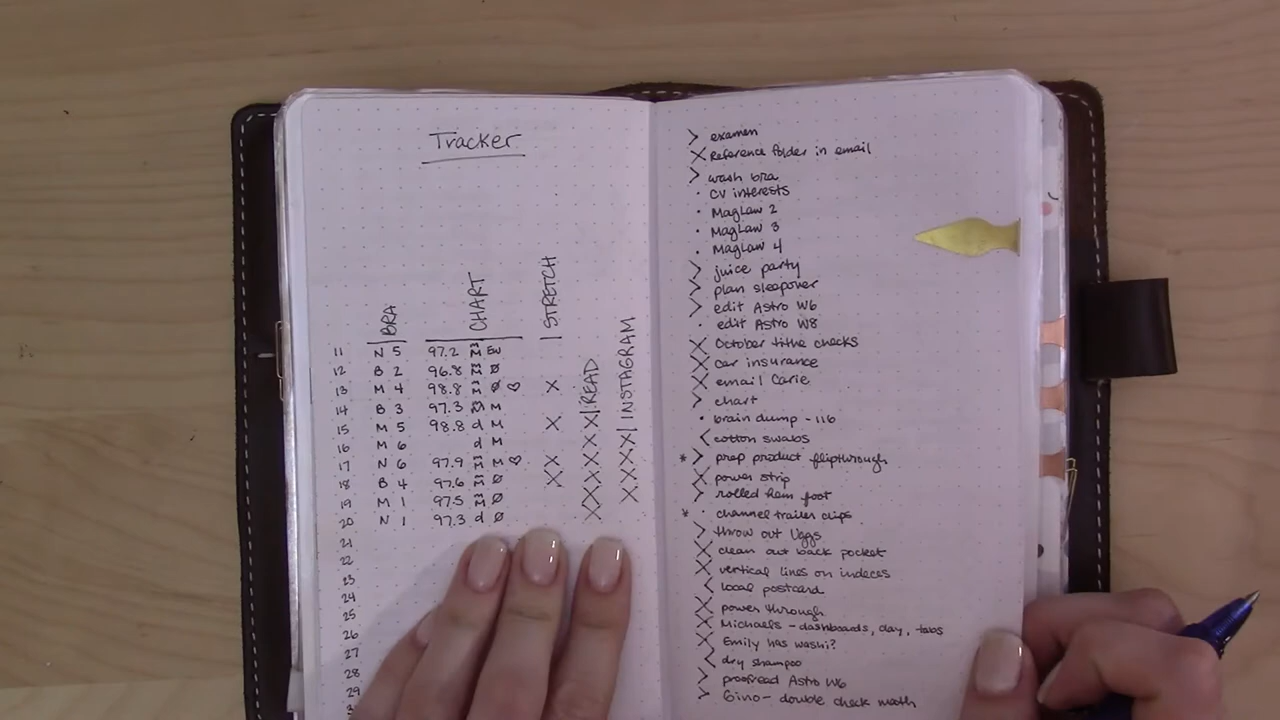 Tracker
BRA
CHART
STRETCH
READ
INSTAGRAM
11 N 5 97.2 M EW
12 B 2 96.8 M Ø
13 M 4 98.8 M Ø ♡ X
14 B 3 97.3 M M X
15 M 5 98.8 d M X X
16 M 6 d M X X
17 N 6 97.9 M M ♡ X X X
18 B 4 97.6 M Ø X X X
19 M 1 97.5 M Ø X X
20 N 1 97.3 d Ø X
21
22
23
24
25
26
27
28
29
> examen
X Reference folder in email
> wash bra
· CV interests
· MagLaw 2
· MagLaw 3
· MagLaw 4
> juice party
> plan sleepover
> edit Astro W6
· edit Astro W8
X October tithe checks
X car insurance
X email Carie
> chart
· brain dump - 116
< cotton swabs
* > prep product flipthrough
X power strip
> rolled hem foot
* · channel trailer clips
> throw out Uggs
X clean out back pocket
X vertical lines on indeces
< local postcard
X power through
X Michaels - dashboards, day, tabs
X Emily has washi?
< dry shampoo
> proofread Astro W6
> Gino - double check math